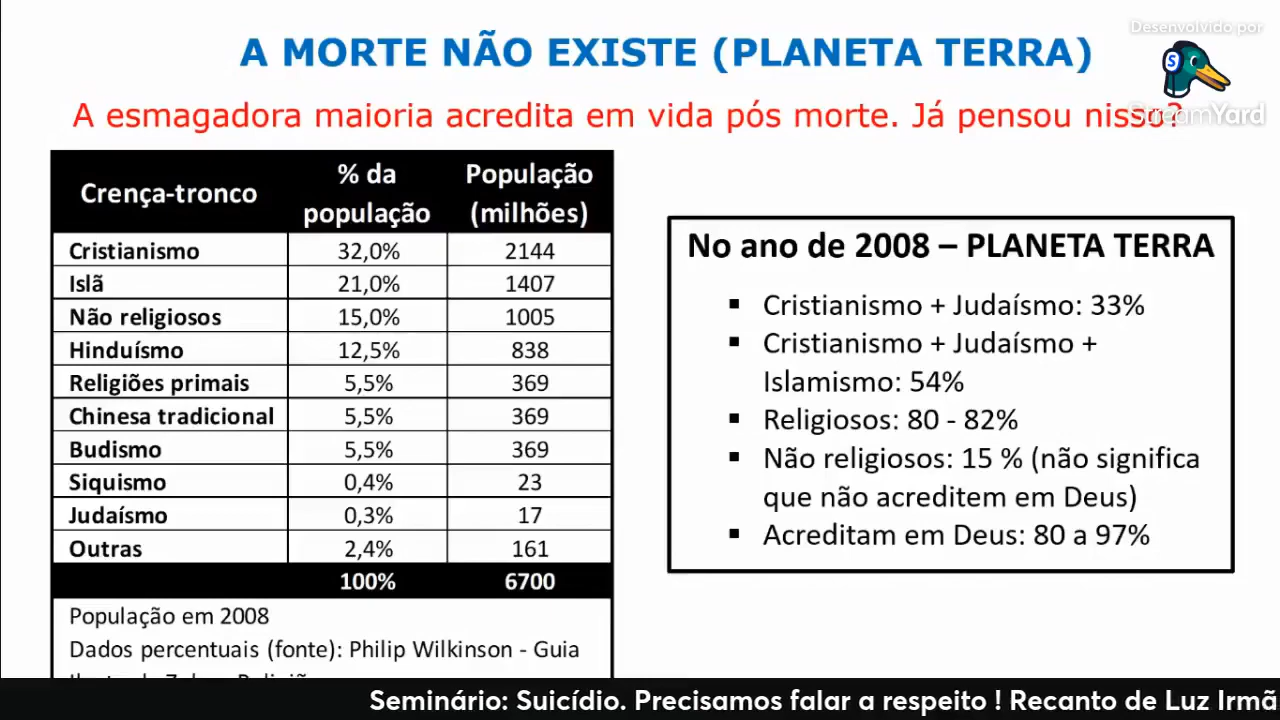 Desenvolvido por
StreamYard
A MORTE NÃO EXISTE (PLANETA TERRA)
A esmagadora maioria acredita em vida pós morte. Já pensou nisso?
Crença-tronco % da população População (milhões)
Cristianismo 32,0% 2144
Islã 21,0% 1407
Não religiosos 15,0% 1005
Hinduísmo 12,5% 838
Religiões primais 5,5% 369
Chinesa tradicional 5,5% 369
Budismo 5,5% 369
Siquismo 0,4% 23
Judaísmo 0,3% 17
Outras 2,4% 161
100% 6700
População em 2008
Dados percentuais (fonte): Philip Wilkinson - Guia
No ano de 2008 – PLANETA TERRA
▪ Cristianismo + Judaísmo: 33%
▪ Cristianismo + Judaísmo +
Islamismo: 54%
▪ Religiosos: 80 - 82%
▪ Não religiosos: 15 % (não significa
que não acreditem em Deus)
▪ Acreditam em Deus: 80 a 97%
Seminário: Suicídio. Precisamos falar a respeito ! Recanto de Luz Irmã